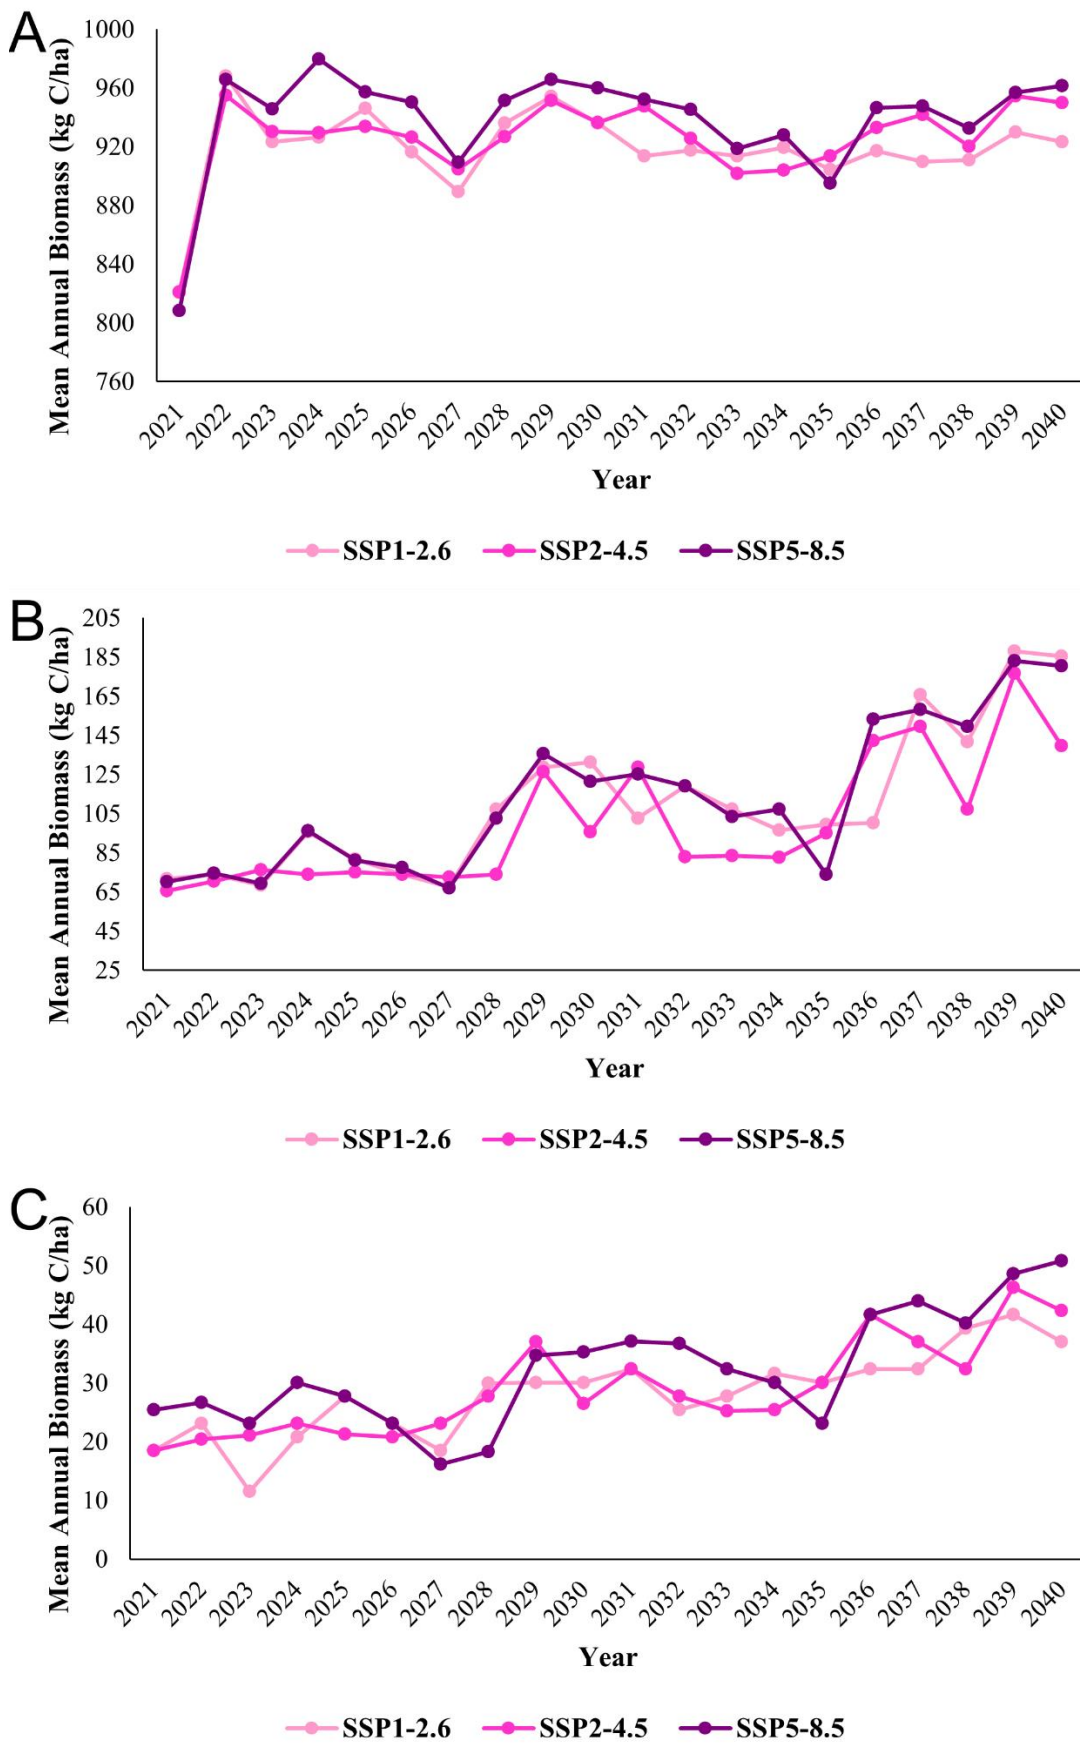 A
Mean Annual Biomass (kg C/ha)
1000
960
920
880
840
800
760
2021 2022 2023 2024 2025 2026 2027 2028 2029 2030 2031 2032 2033 2034 2035 2036 2037 2038 2039 2040
Year
SSP1-2.6 SSP2-4.5 SSP5-8.5
B
Mean Annual Biomass (kg C/ha)
205
185
165
145
125
105
85
65
45
25
2021 2022 2023 2024 2025 2026 2027 2028 2029 2030 2031 2032 2033 2034 2035 2036 2037 2038 2039 2040
Year
SSP1-2.6 SSP2-4.5 SSP5-8.5
C
Mean Annual Biomass (kg C/ha)
60
50
40
30
20
10
0
2021 2022 2023 2024 2025 2026 2027 2028 2029 2030 2031 2032 2033 2034 2035 2036 2037 2038 2039 2040
Year
SSP1-2.6 SSP2-4.5 SSP5-8.5